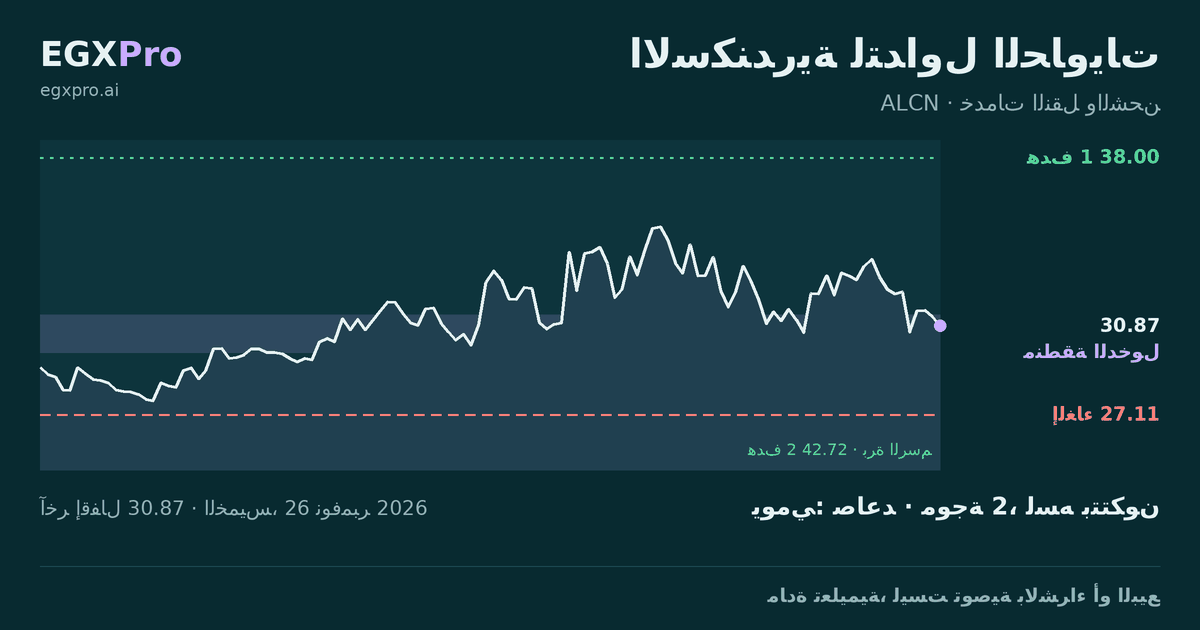 EGXPro
egxpro.ai
الاسكندرية لتداول الحاويات
ALCN · خدمات النقل والشحن
هدف 1 38.00
30.87
منطقة الدخول
إلغاء 27.11
هدف 2 42.72 · برة الرسم
يومي: صاعد · موجة 2، لسه بتتكون
آخر إقفال 30.87 · الخميس، 26 نوفمبر 2026
مادة تعليمية، ليست توصية بالشراء أو البيع